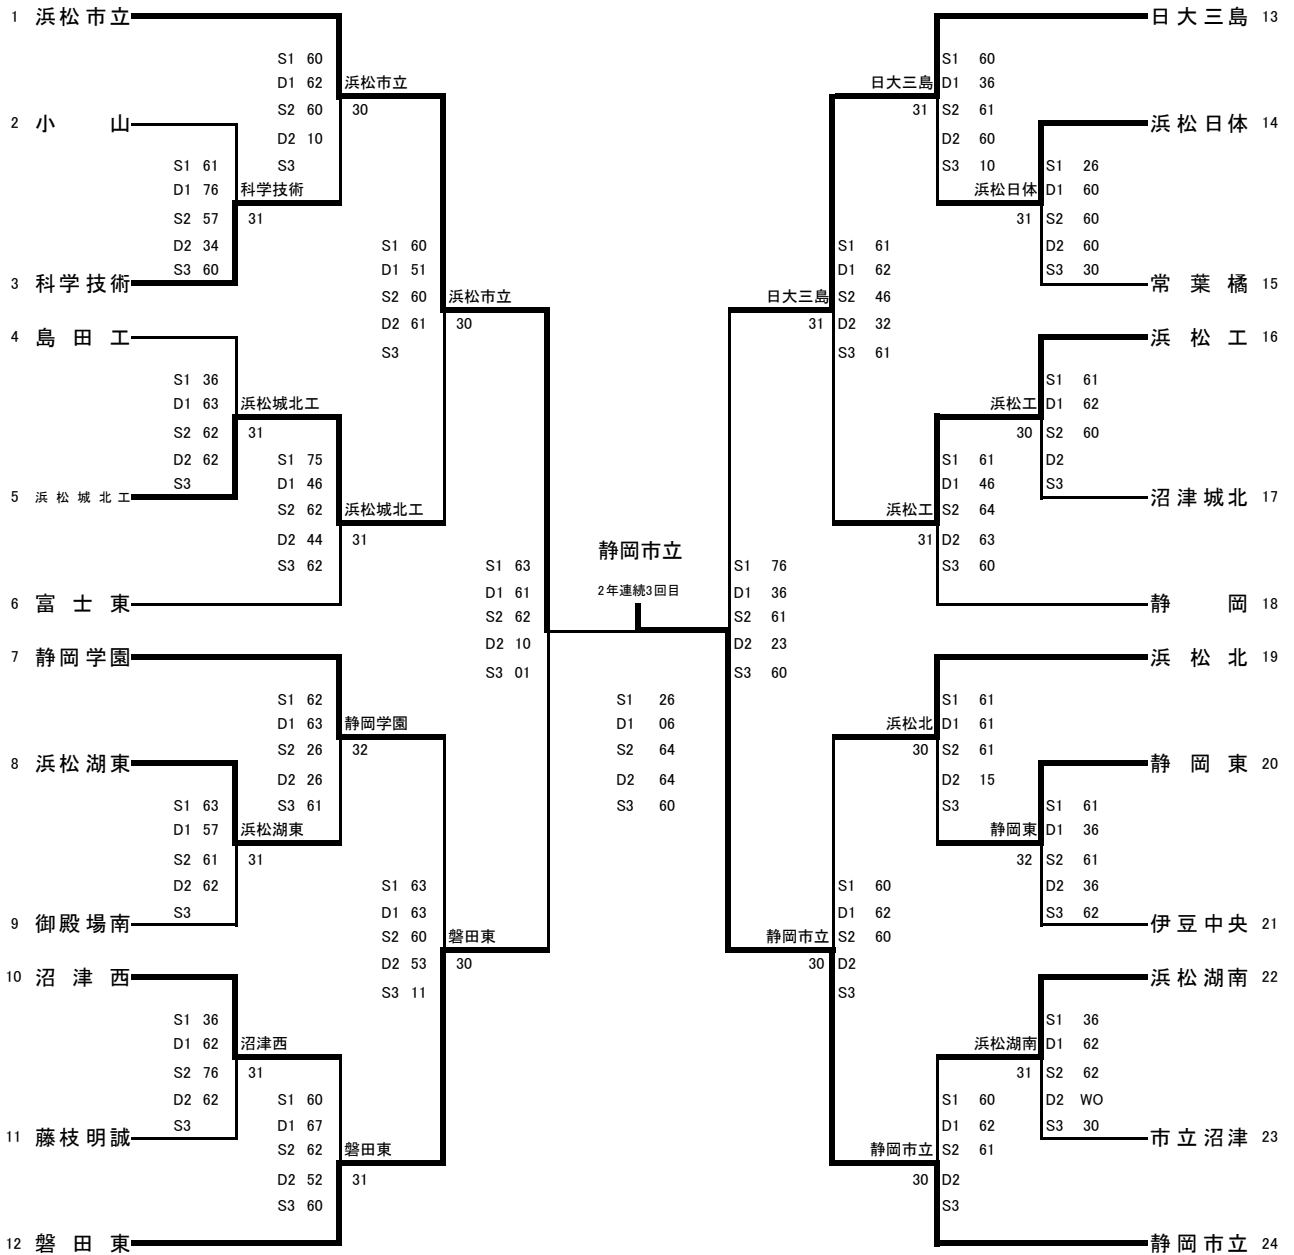 1 浜松市立
S1 60
D1 62
浜松市立
S2 60
30
D2 10
S3
2 小山
S1 61
D1 76
科学技術
S2 57
31
D2 34
S3 60
3 科学技術
S1 60
D1 51
S2 60
浜松市立
D2 61
30
S3
4 島田工
S1 36
D1 63
浜松城北工
S2 62
31
D2 62
S3
5 浜松城北工
S1 75
D1 46
S2 62
浜松城北工
D2 44
31
S3 62
6 富士東
S1 63
D1 61
S2 62
D2 10
S3 01
7 静岡学園
S1 62
D1 63
静岡学園
S2 26
32
D2 26
S3 61
8 浜松湖東
S1 63
D1 57
浜松湖東
S2 61
31
D2 62
S3
9 御殿場南
S1 63
D1 63
S2 60
磐田東
D2 53
30
S3 11
10 沼津西
S1 36
D1 62
沼津西
S2 76
31
D2 62
S3
11 藤枝明誠
S1 60
D1 67
S2 62
磐田東
D2 52
31
S3 60
12 磐田東
静岡市立
2年連続3回目
S1 26
D1 06
S2 64
D2 64
S3 60
日大三島 13
S1 60
日大三島
D1 36
31
S2 61
D2 60
S3 10
浜松日体 14
S1 26
浜松日体
D1 60
31
S2 60
D2 60
S3 30
常葉橘 15
S1 61
D1 62
日大三島
S2 46
31
D2 32
S3 61
浜松工 16
S1 61
浜松工
D1 62
30
S2 60
D2
S3
沼津城北 17
S1 61
D1 46
浜松工
S2 64
31
D2 63
S3 60
静岡 18
S1 76
D1 36
S2 61
D2 23
S3 60
浜松北 19
S1 61
浜松北
D1 61
30
S2 61
D2 15
S3
静岡東 20
S1 61
静岡東
D1 36
32
S2 61
D2 36
S3 62
伊豆中央 21
S1 60
D1 62
静岡市立
S2 60
30
D2
S3
浜松湖南 22
S1 36
浜松湖南
D1 62
31
S2 62
D2 WO
S3 30
市立沼津 23
S1 60
D1 62
静岡市立
S2 61
30
D2
S3
静岡市立 24